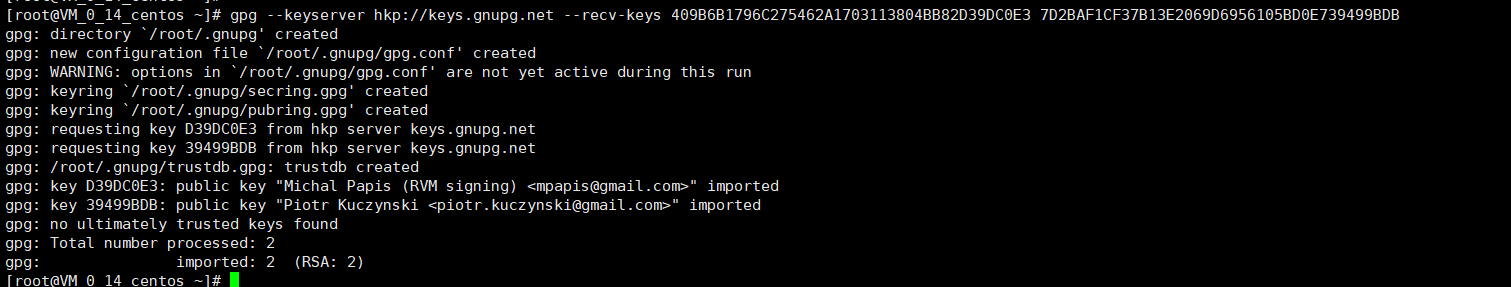 [root@VM_0_14_centos ~]# gpg --keyserver hkp://keys.gnupg.net --recv-keys 409B6B1796C275462A1703113804BB82D39DC0E3 7D2BAF1CF37B13E2069D6956105BD0E739499BDB
gpg: directory `/root/.gnupg' created
gpg: new configuration file `/root/.gnupg/gpg.conf' created
gpg: WARNING: options in `/root/.gnupg/gpg.conf' are not yet active during this run
gpg: keyring `/root/.gnupg/secring.gpg' created
gpg: keyring `/root/.gnupg/pubring.gpg' created
gpg: requesting key D39DC0E3 from hkp server keys.gnupg.net
gpg: requesting key 39499BDB from hkp server keys.gnupg.net
gpg: /root/.gnupg/trustdb.gpg: trustdb created
gpg: key D39DC0E3: public key "Michal Papis (RVM signing) <mpapis@gmail.com>" imported
gpg: key 39499BDB: public key "Piotr Kuczynski <piotr.kuczynski@gmail.com>" imported
gpg: no ultimately trusted keys found
gpg: Total number processed: 2
gpg:               imported: 2  (RSA: 2)
[root@VM_0_14_centos ~]#